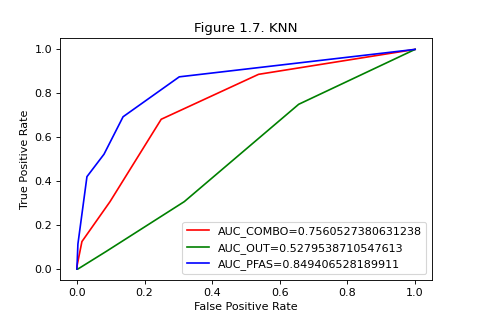 Figure 1.7. KNN
True Positive Rate
1.0
0.8
0.6
0.4
0.2
0.0
AUC_COMBO=0.7560527380631238
AUC_OUT=0.5279538710547613
AUC_PFAS=0.849406528189911
0.0 0.2 0.4 0.6 0.8 1.0
False Positive Rate